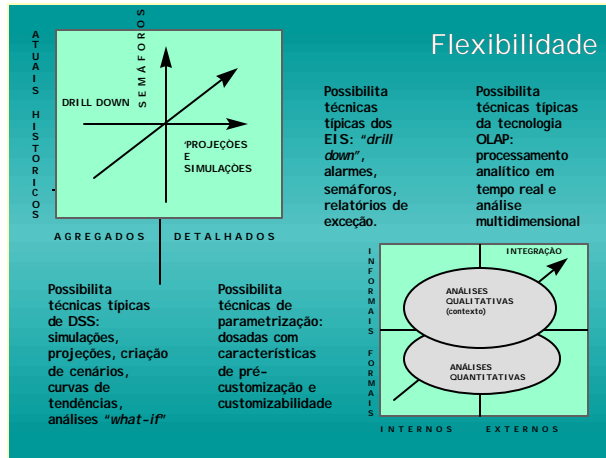 Flexibilidade
ATUAIS HISTORICOS
SEMÁFOROS
DRILL DOWN
'PROJEÇÒES
E
SIMULAÇÒES
AGREGADOS DETALHADOS
Possibilita
técnicas
típicas dos
EIS: “drill
down”,
alarmes,
semáforos,
relatórios de
exceção.
Possibilita
técnicas típicas
da tecnologia
OLAP:
processamento
analítico em
tempo real e
análise
multidimensional
Possibilita
técnicas típicas
de DSS:
simulações,
projeções, criação
de cenários,
curvas de
tendências,
análises “what-if”
Possibilita
técnicas de
parametrização:
dosadas com
características
de pré-
customização e
customizabilidade
INFORMAIS FORMAIS
INTEGRAÇÃO
ANÁLISES
QUALITATIVAS
(contexto)
ANÁLISES
QUANTITATIVAS
INTERNOS EXTERNOS